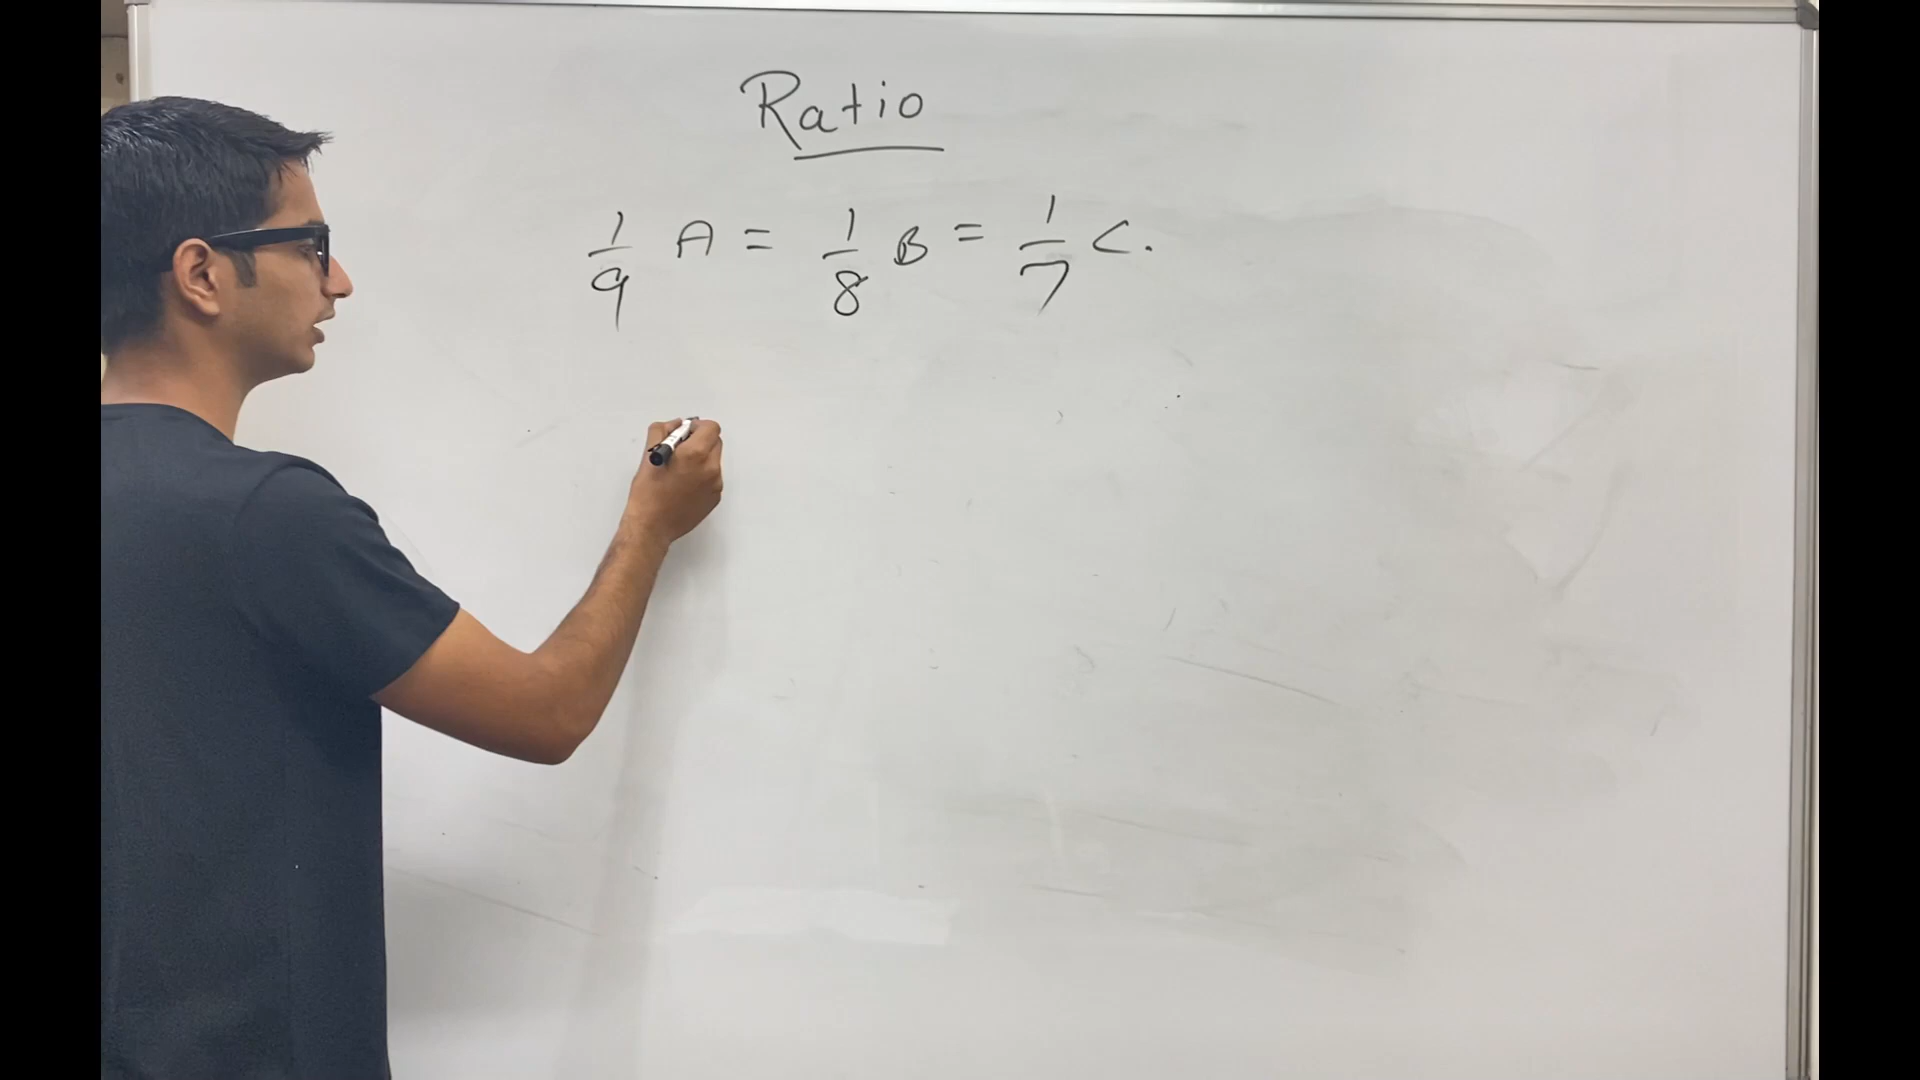 Ratio
1/9 A = 1/8 B = 1/7 C.